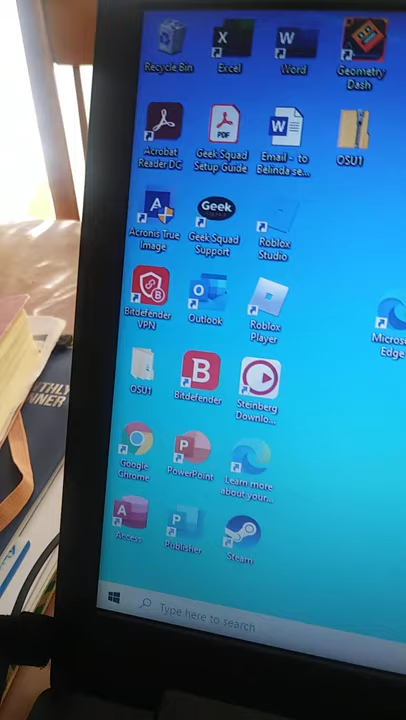 Recycle Bin
Excel
Word
Geometry
Dash
Acrobat
Reader DC
PDF
Geek Squad
Setup Guide
Email - to
Belinda se...
OSU1
Acronis True
Image
Geek
Geek Squad
Support
Roblox
Studio
Bitdefender
VPN
Outlook
Roblox
Player
Edge
OSU1
Bitdefender
Steinberg
Downlo...
Google
Chrome
PowerPoint
Learn more
about your...
Access
Publisher
Steam
Type here to search